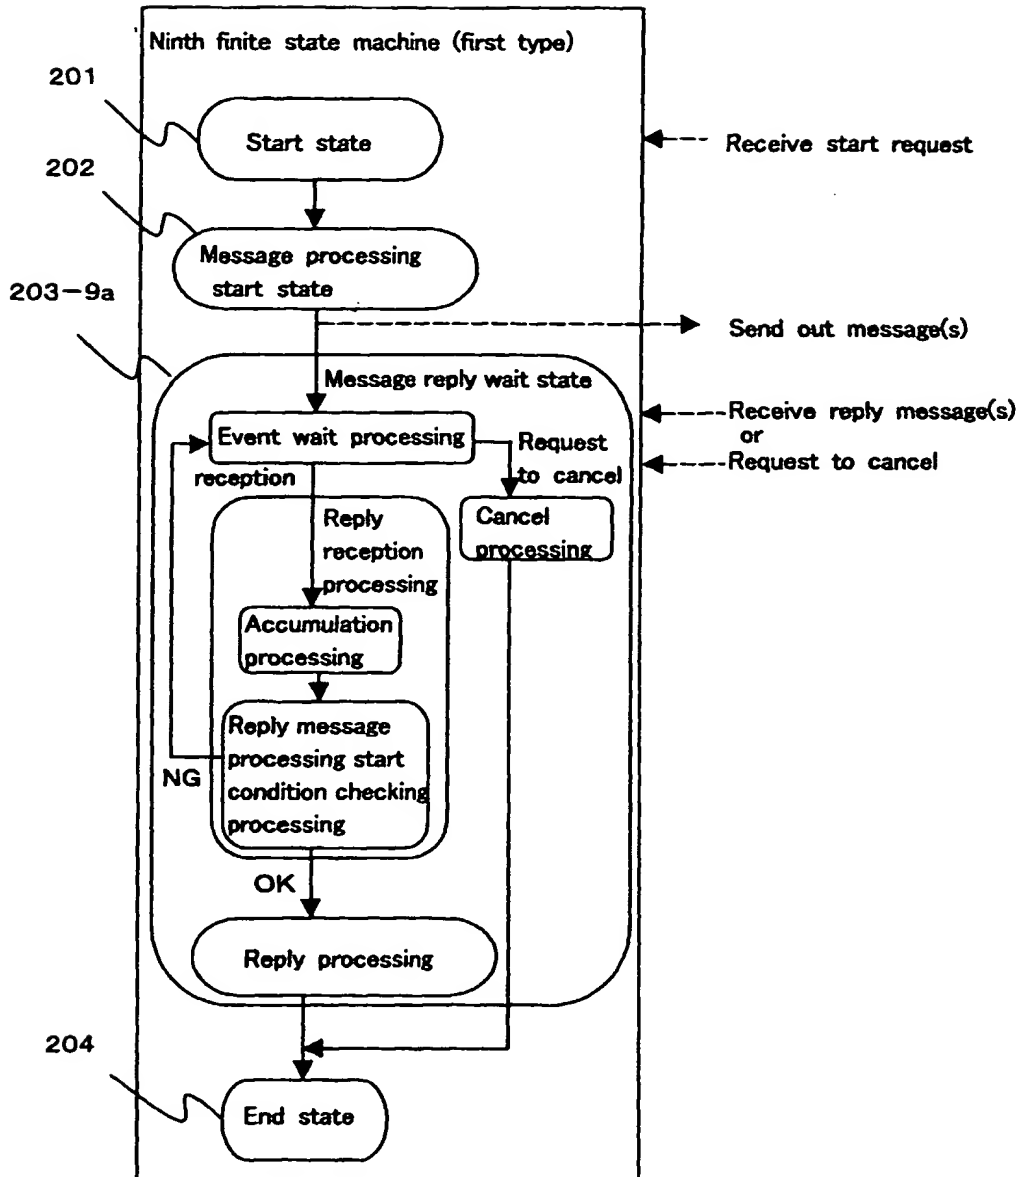 Ninth finite state machine (first type)
201
Start state
Receive start request
202
Message processing
start state
203-9a
Send out message(s)
Message reply wait state
Receive reply message(s)
or
Request to cancel
Event wait processing
Request
to cancel
reception
Reply
reception
processing
Cancel
processing
Accumulation
processing
Reply message
processing start
condition checking
processing
NG
OK
Reply processing
204
End state